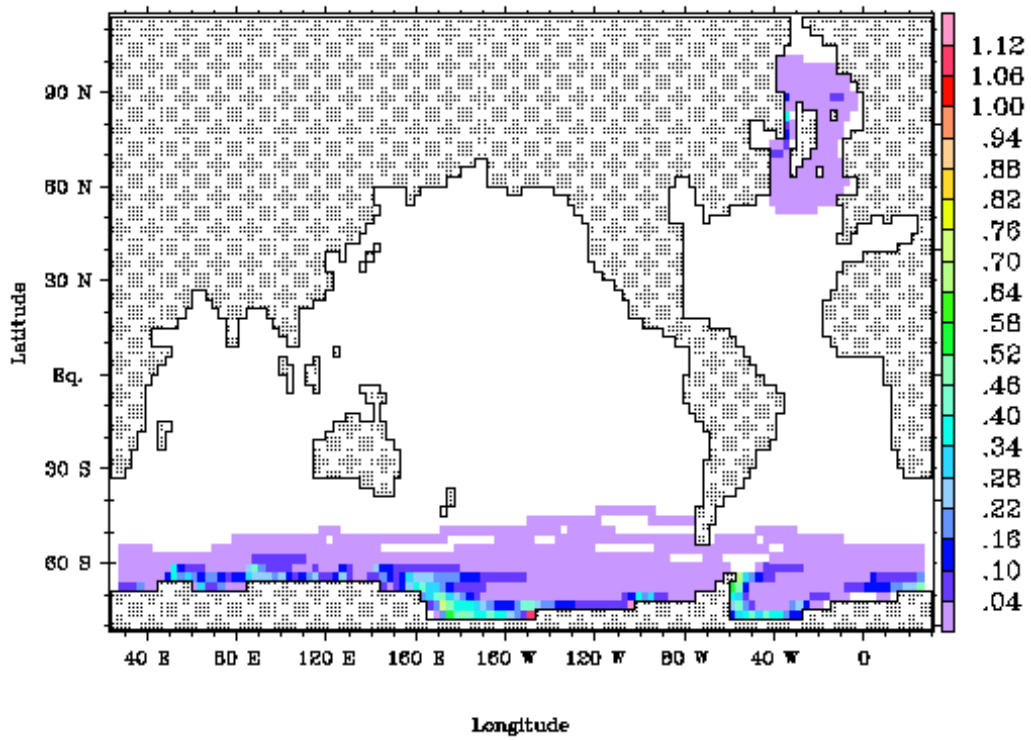 1.12
1.06
1.00
.94
.88
.82
.76
.70
.64
.58
.52
.46
.40
.34
.28
.22
.16
.10
.04
90 N
60 N
30 N
Eq.
30 S
60 S
Latitude
40 E 80 E 120 E 160 E 160 W 120 W 80 W 40 W 0
Longitude